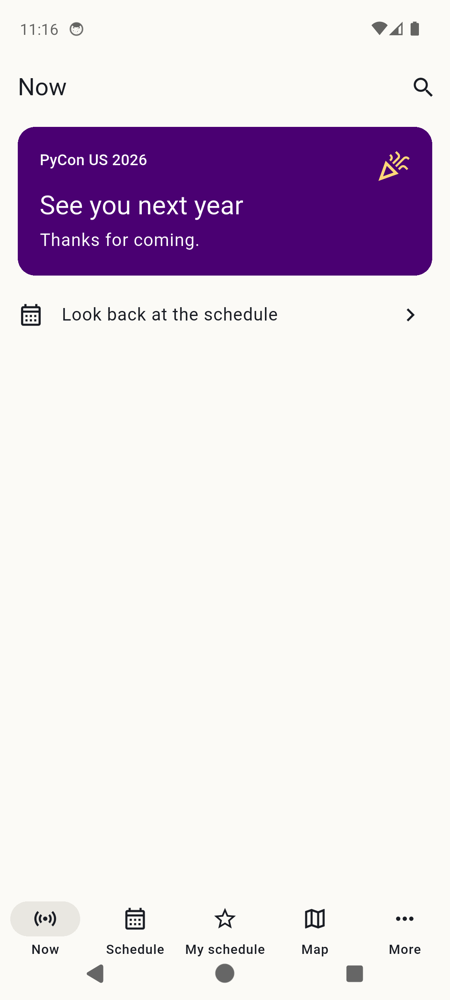 11:16
Now
PyCon US 2026
See you next year
Thanks for coming.
Look back at the schedule
Now
Schedule
My schedule
Map
More